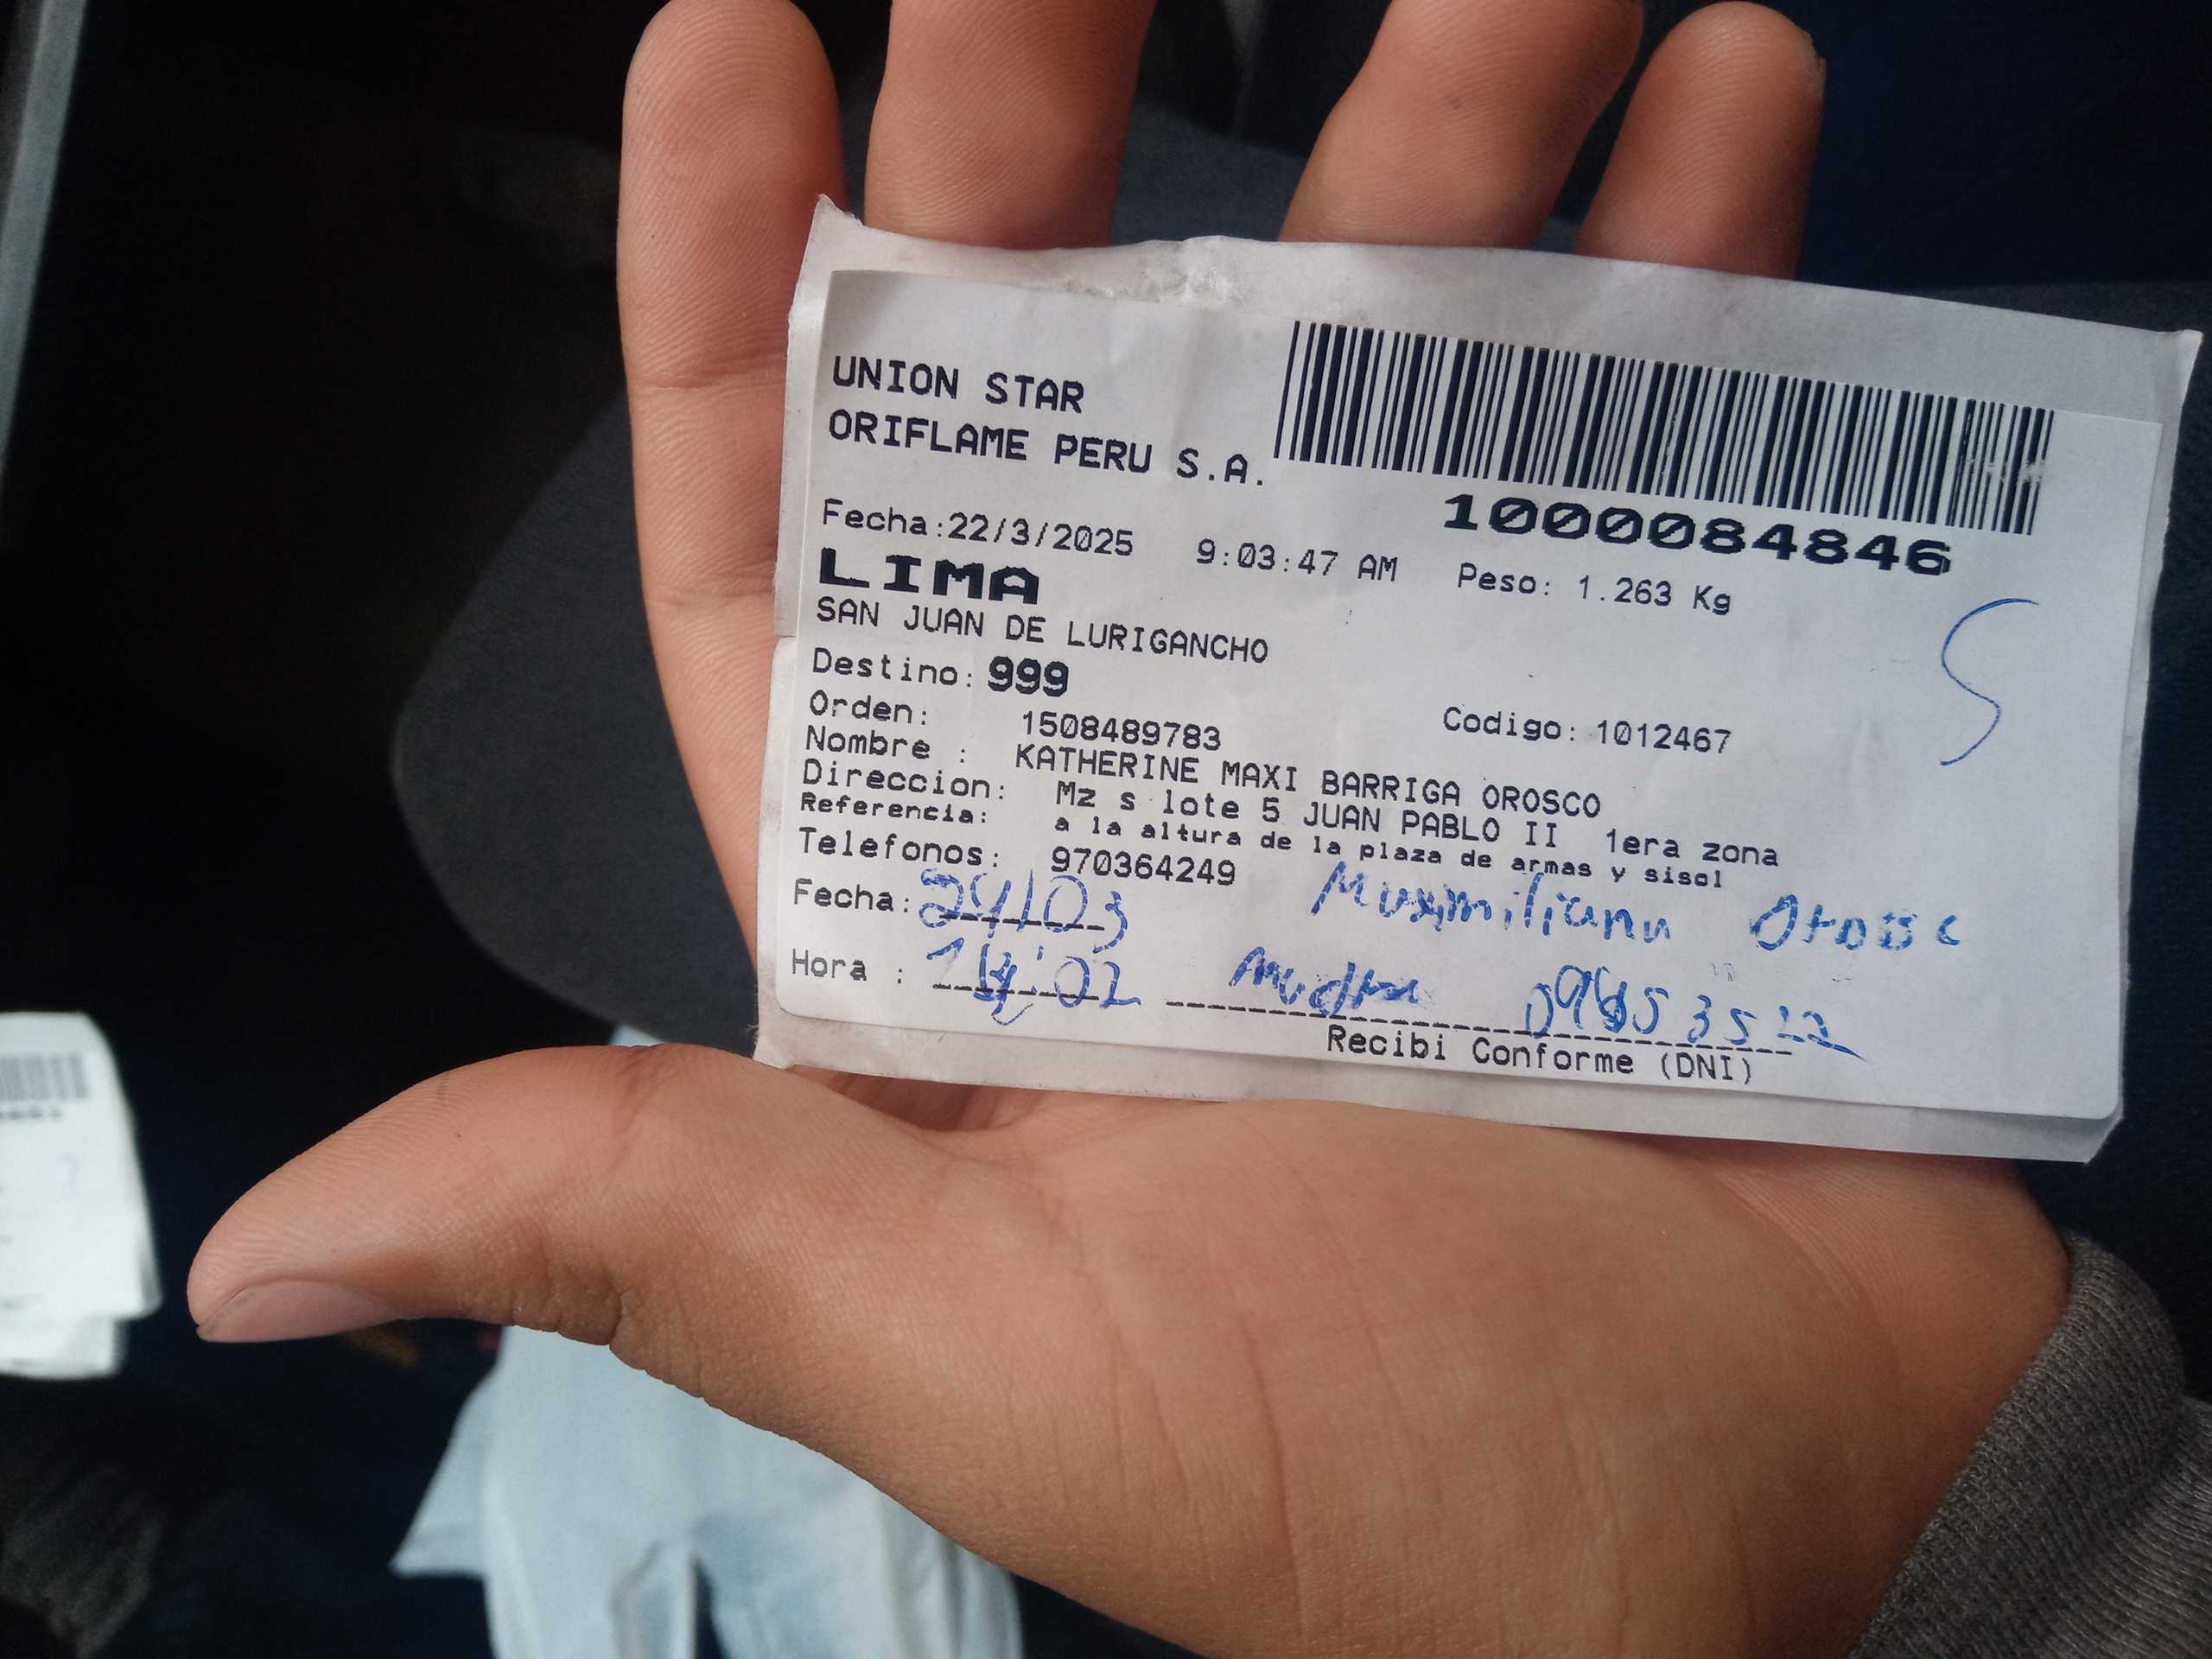 UNION STAR
ORIFLAME PERU S.A.
1000084846
Fecha:22/3/2025 9:03:47 AM Peso: 1.263 Kg
LIMA
SAN JUAN DE LURIGANCHO
S
Destino: 999
Orden: 1508489783 Codigo: 1012467
Nombre : KATHERINE MAXI BARRIGA OROSCO
Direccion: Mz s lote 5 JUAN PABLO II 1era zona
Referencia: a la altura de la plaza de armas y sisol
Telefonos: 970364249
Fecha: 24/03 Maximiliana Orosc
Hora : madre
Recibi Conforme (DNI)